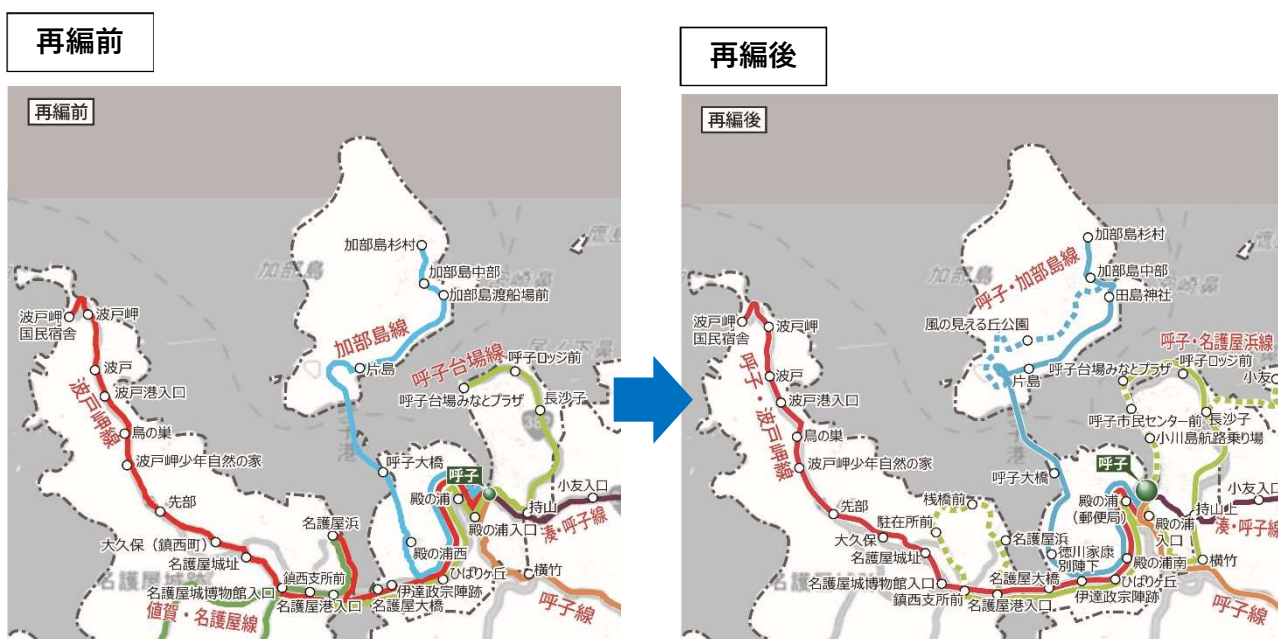 再編前
再編前
加部島杉村
加部島
加部島中部
加部島渡船場前
波戸岬
国民宿舎
波戸岬
加部島線
片島
波戸
波戸岬線
波戸港入口
呼子台場線
呼子ロッジ前
呼子台場みなとプラザ
長沙子
鳥の巣
波戸岬少年自然の家
呼子大橋
呼子
先部
殿の浦
持山
小友入口
殿の浦入口
湊・呼子線
名護屋浜
大久保(鎮西町)
殿の浦西
名護屋城址
横竹
名護屋城跡
鎮西支所前
ひばりヶ丘
名護屋城博物館入口
伊達政宗陣跡
名護屋港入口
名護屋大橋
値賀・名護屋線
呼子線
再編後
再編後
加部島杉村
加部島
呼子・加部島線
加部島中部
田島神社
風の見える丘公園
波戸岬
国民宿舎
波戸岬
呼子・名護屋浜線
呼子ロッジ前
片島
呼子台場みなとプラザ
小友
波戸
呼子・波戸岬線
波戸港入口
呼子市民センター前
長沙子
鳥の巣
小川島航路乗り場
波戸岬少年自然の家
呼子大橋
呼子
小友入口
先部
桟橋前
殿の浦
(郵便局)
持山上
駐在所前
殿の浦
入口
湊・呼子線
大久保
名護屋浜
徳川家康
別陣下
殿の浦南
横竹
名護屋城址
名護屋城博物館入口
名護屋大橋
ひばりヶ丘
鎮西支所前
伊達政宗陣跡
名護屋港入口
呼子線